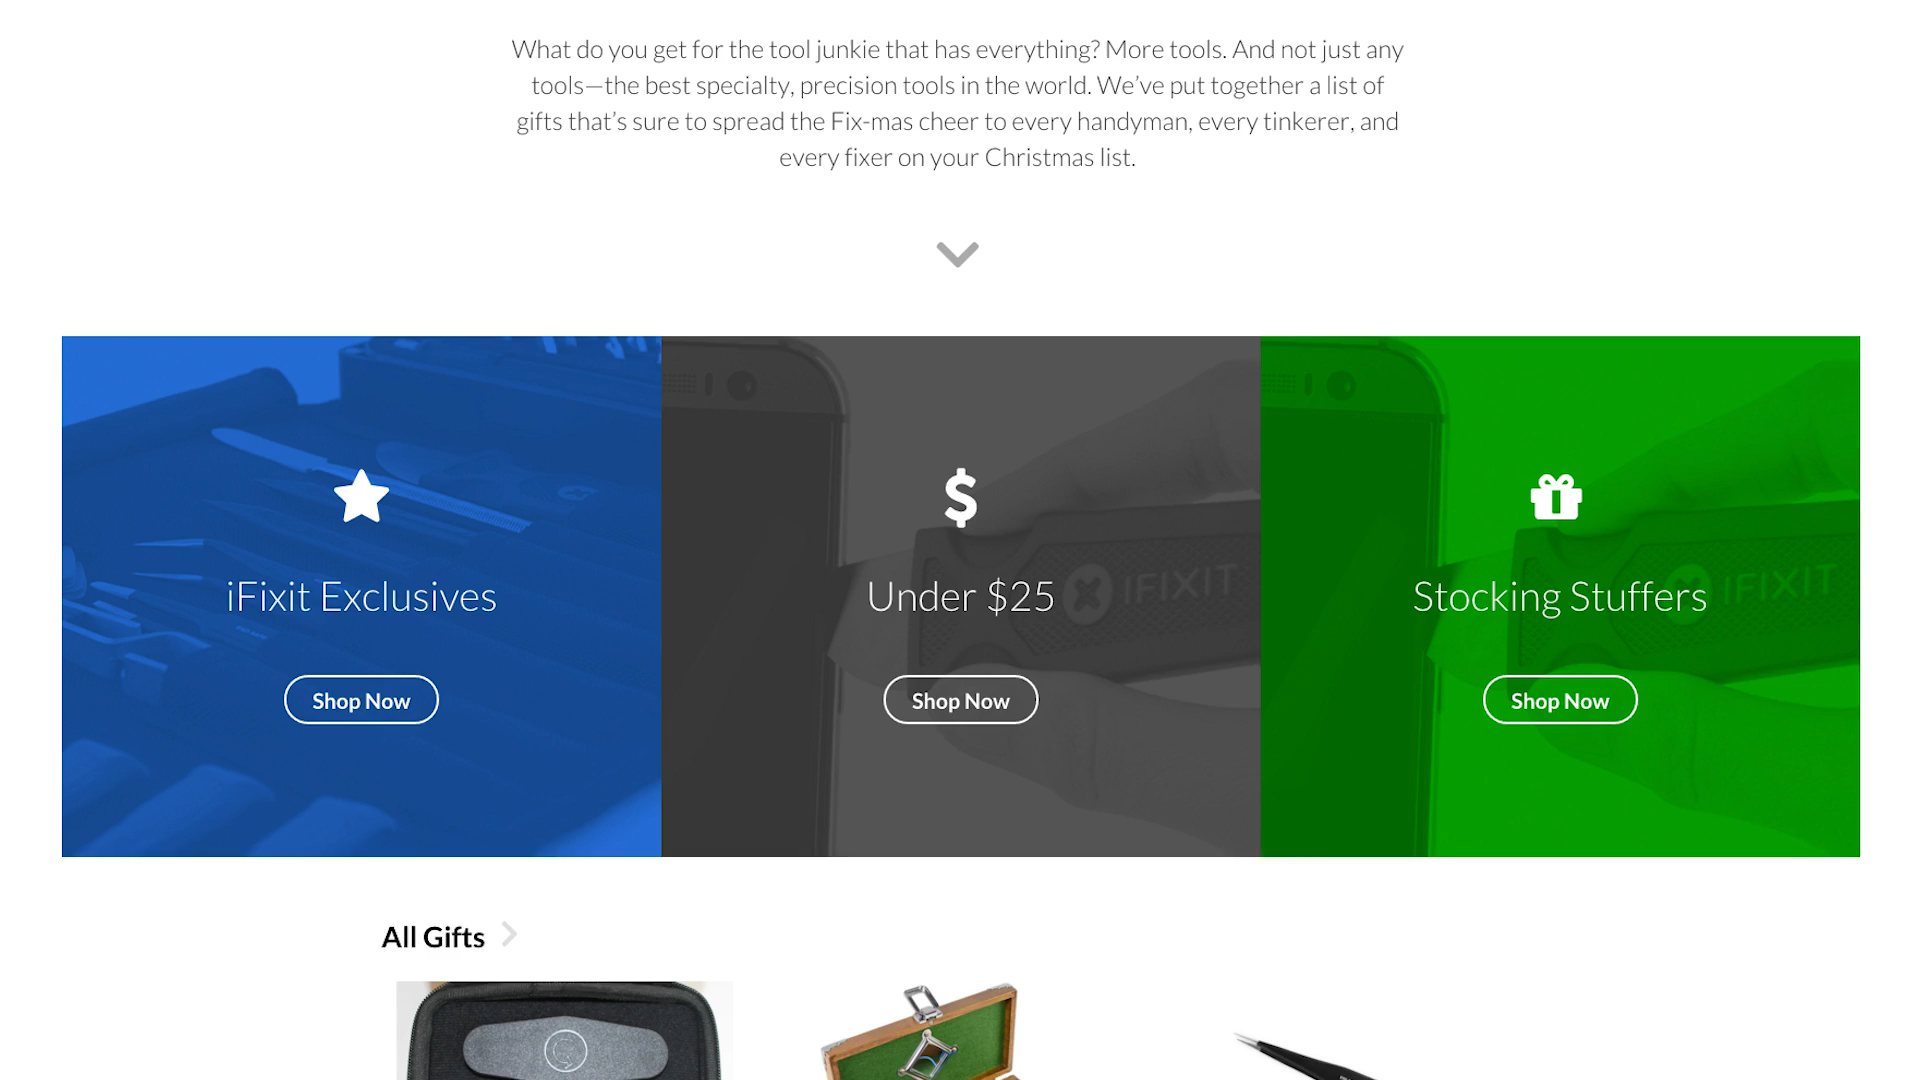 What do you get for the tool junkie that has everything? More tools. And not just any
tools—the best specialty, precision tools in the world. We’ve put together a list of
gifts that’s sure to spread the Fix-mas cheer to every handyman, every tinkerer, and
every fixer on your Christmas list.
iFixit Exclusives
Shop Now
$
Under $25
IFIXIT
Shop Now
Stocking Stuffers
IFIXIT
Shop Now
All Gifts